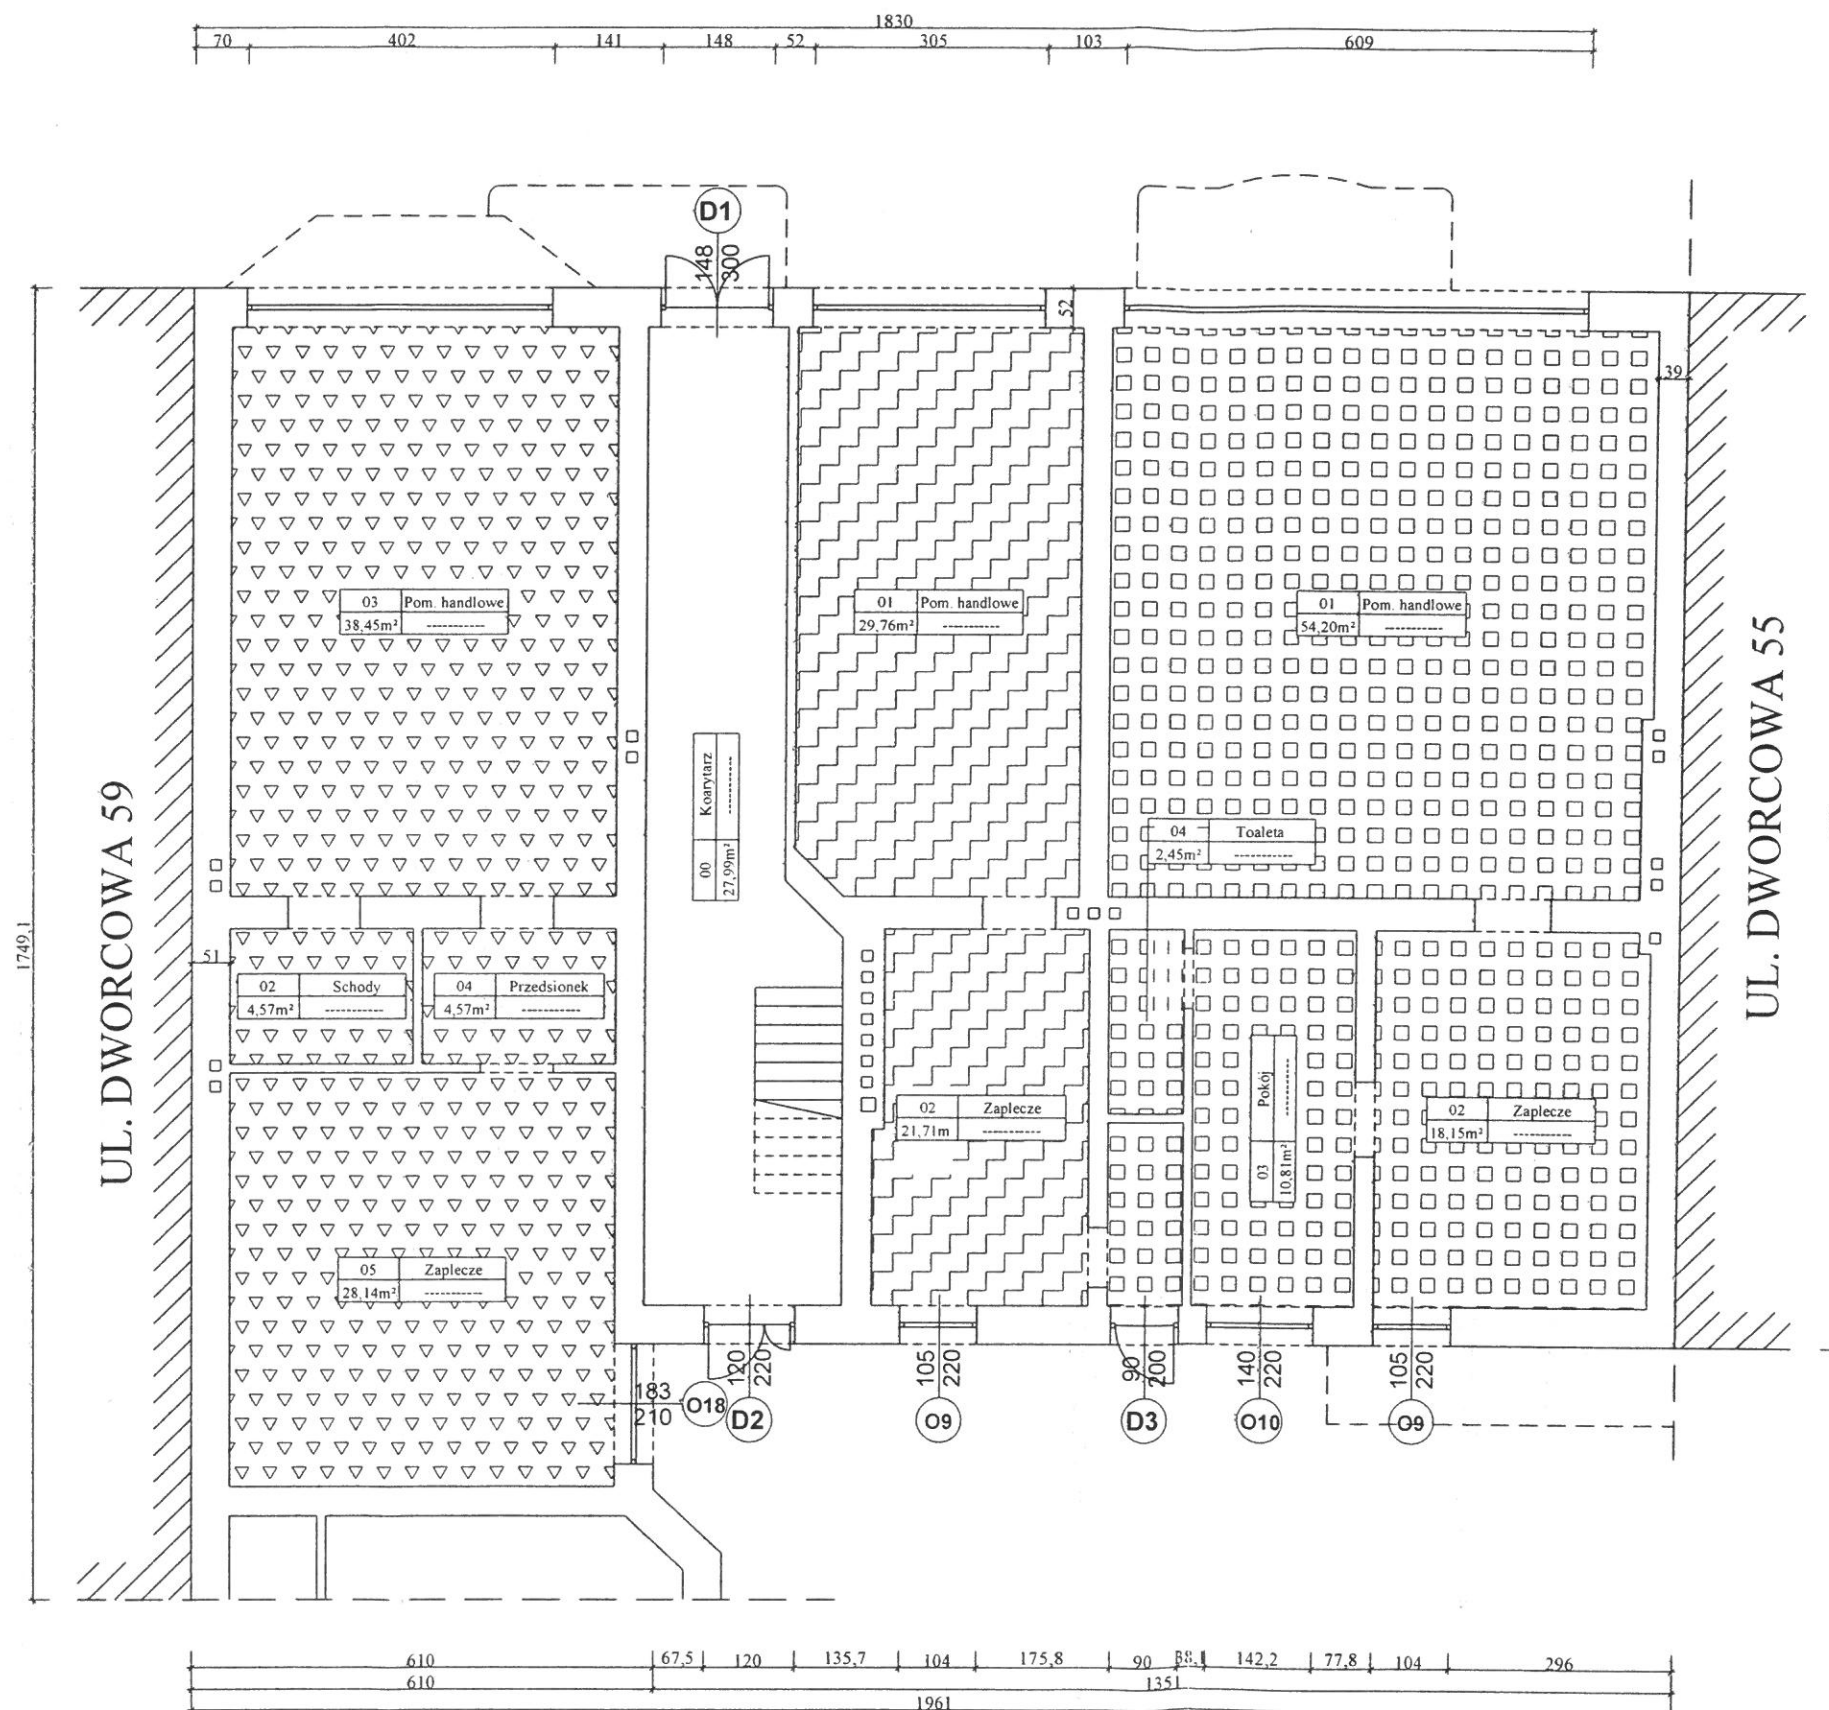 1830
70 402 141 148 52 305 103 609
D1
148
300
52
39
03 Pom. handlowe
38,45m² -----------
01 Pom. handlowe
29,76m² -----------
01 Pom. handlowe
54,20m² -----------
00 Koarytarz
27,99m² -----------
04 Toaleta
2,45m² -----------
1749,1
UL. DWORCOWA 59
UL. DWORCOWA 55
51
02 Schody
4,57m² -----------
04 Przedsionek
4,57m² -----------
02 Zaplecze
21,71m -----------
03 Pokój
10,81m² -----------
02 Zaplecze
18,15m² -----------
05 Zaplecze
28,14m² -----------
183
210
O18
120
220
D2
105
220
O9
90
200
D3
140
220
O10
105
220
O9
610 67,5 120 135,7 104 175,8 90 38,1 142,2 77,8 104 296
610 1351
1961